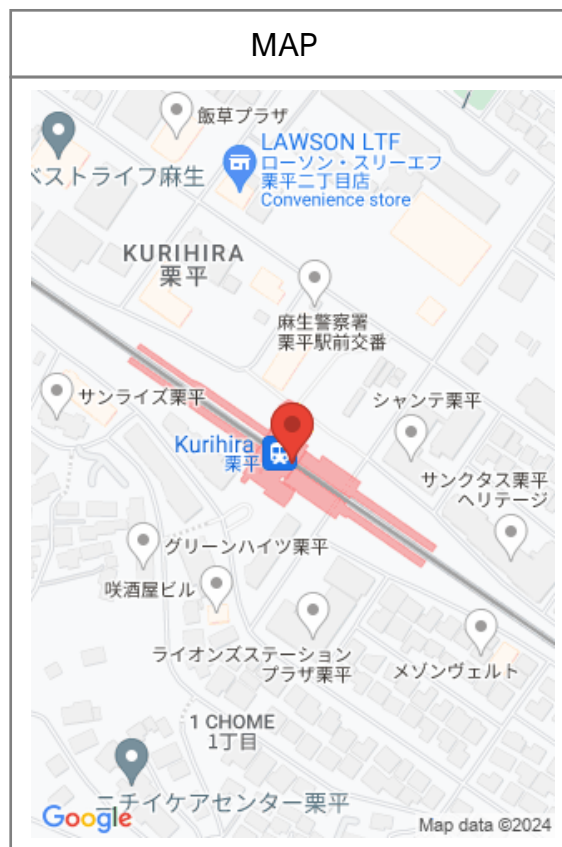 MAP
飯草プラザ
LAWSON LTF
ローソン・スリーエフ
栗平二丁目店
Convenience store
ベストライフ麻生
KURIHIRA
栗平
麻生警察署
栗平駅前交番
サンライズ栗平
シャンテ栗平
Kurihira
栗平
サンクタス栗平
ヘリテージ
グリーンハイツ栗平
咲酒屋ビル
ライオンズステーション
プラザ栗平
メゾンヴェルト
1 CHOME
1丁目
ニチイケアセンター栗平
Google
Map data ©2024